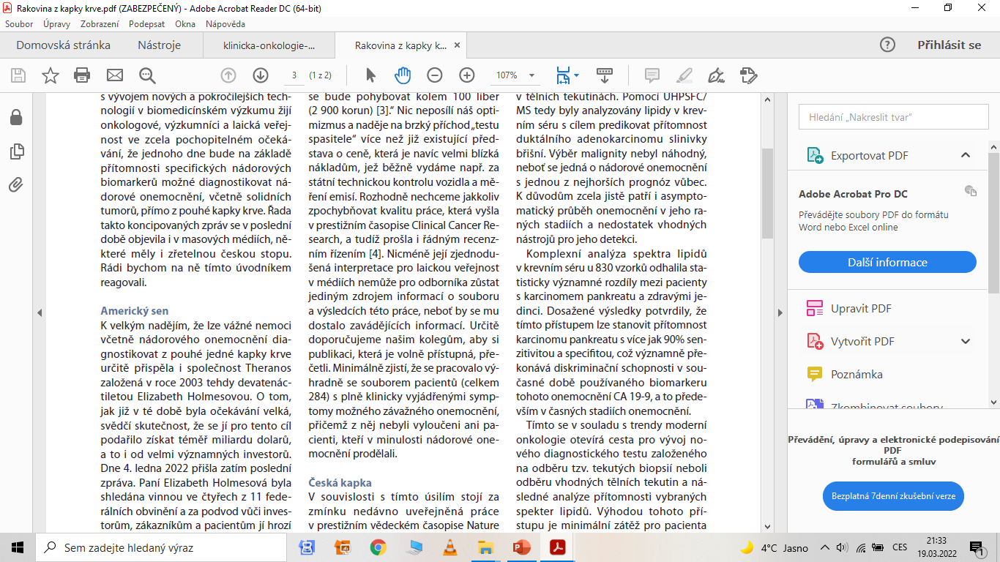 Rakovina z kapky krve.pdf (ZABEZPEČENÝ) - Adobe Acrobat Reader DC (64-bit)
Soubor Úpravy Zobrazení Podepsat Okna Nápověda
Domovská stránka Nástroje klinicka-onkologie-... Rakovina z kapky k... × Přihlásit se
3 (1 z 2) 107%
s vývojem nových a pokročilejších tech-
nologií v biomedicínském výzkumu žijí
onkologové, výzkumníci a laická veřej-
nost ve zcela pochopitelném očeká-
vání, že jednoho dne bude na základě
přítomnosti specifických nádorových
biomarkerů možné diagnostikovat ná-
dorové onemocnění, včetně solidních
tumorů, přímo z pouhé kapky krve. Řada
takto koncipovaných zpráv se v poslední
době objevila i v masových médiích, ně-
které měly i zřetelnou českou stopu.
Rádi bychom na ně tímto úvodníkem
reagovali.
Americký sen
K velkým nadějím, že lze vážné nemoci
včetně nádorového onemocnění dia-
gnostikovat z pouhé jedné kapky krve
určitě přispěla i společnost Theranos
založená v roce 2003 tehdy devatenác-
tiletou Elizabeth Holmesovou. O tom,
jak již v té době byla očekávání velká,
svědčí skutečnost, že se jí pro tento cíl
podařilo získat téměř miliardu dolarů,
a to i od velmi významných investorů.
Dne 4. ledna 2022 přišla zatím poslední
zpráva. Paní Elizabeth Holmesová byla
shledána vinnou ve čtyřech z 11 fede-
rálních obvinění a za podvod vůči inves-
torům, zákazníkům a pacientům jí hrozí
se bude pohybovat kolem 100 liber
(2 900 korun) [3].“ Nic neposílí náš opti-
mizmus a naděje na brzký příchod „testu
spasitele“ více než již existující před-
stava o ceně, která je navíc velmi blízká
nákladům, jež běžně vydáme např. za
státní technickou kontrolu vozidla a mě-
ření emisí. Rozhodně nechceme jakkoliv
zpochybňovat kvalitu práce, která vyšla
v prestižním časopise Clinical Cancer Re-
search, a tudíž prošla i řádným recenz-
ním řízením [4]. Nicméně její zjednodu-
šená interpretace pro laickou veřejnost
v médiích nemůže pro odborníka zůstat
jediným zdrojem informací o souboru
a výsledcích této práce, neboť by se mu
dostalo zavádějících informací. Určitě
doporučujeme našim kolegům, aby si
publikaci, která je volně přístupná, pře-
četli. Minimálně zjistí, že se pracovalo vý-
hradně se souborem pacientů (celkem
284) s plně klinicky vyjádřenými symp-
tomy možného závažného onemocnění,
přičemž z něj nebyli vyloučeni ani pa-
cienti, kteří v minulosti nádorové one-
mocnění prodělali.
Česká kapka
V souvislosti s tímto úsilím stojí za
zmínku nedávno uveřejněná práce
v prestižním vědeckém časopise Nature
v tělních tekutinách. Pomocí UHPSFC/
MS tedy byly analyzovány lipidy v krev-
ním séru s cílem predikovat přítomnost
duktálního adenokarcinomu slinivky
břišní. Výběr malignity nebyl náhodný,
neboť se jedná o nádorové onemocnění
s jednou z nejhorších prognóz vůbec.
K důvodům zcela jistě patří i asympto-
matický průběh onemocnění v jeho ra-
ných stadiích a nedostatek vhodných
nástrojů pro jeho detekci.
Komplexní analýza spektra lipidů
v krevním séru u 830 vzorků odhalila sta-
tisticky významné rozdíly mezi pacienty
s karcinomem pankreatu a zdravými je-
dinci. Dosažené výsledky potvrdily, že
tímto přístupem lze stanovit přítomnost
karcinomu pankreatu s více jak 90% sen-
zitivitou a specifitou, což významně pře-
konává diskriminační schopnosti v sou-
časné době používaného biomarkeru
tohoto onemocnění CA 19-9, a to přede-
vším v časných stadiích onemocnění.
Tímto se v souladu s trendy moderní
onkologie otevírá cesta pro vývoj no-
vého diagnostického testu založeného
na odběru tzv. tekutých biopsií neboli
odběru vhodných tělních tekutin a ná-
sledné analýze přítomnosti vybraných
spekter lipidů. Výhodou tohoto pří-
stupu je minimální zátěž pro pacienta
Hledání „Nakreslit tvar“
Exportovat PDF
Adobe Acrobat Pro DC
Převádějte soubory PDF do formátu
Word nebo Excel online
Další informace
Upravit PDF
Vytvořit PDF
Poznámka
Zkombinovat soubory
Převádění, úpravy a elektronické podepisování
PDF
formulářů a smluv
Bezplatná 7denní zkušební verze
Sem zadejte hledaný výraz
4°C Jasno CES 21:33
19.03.2022
1